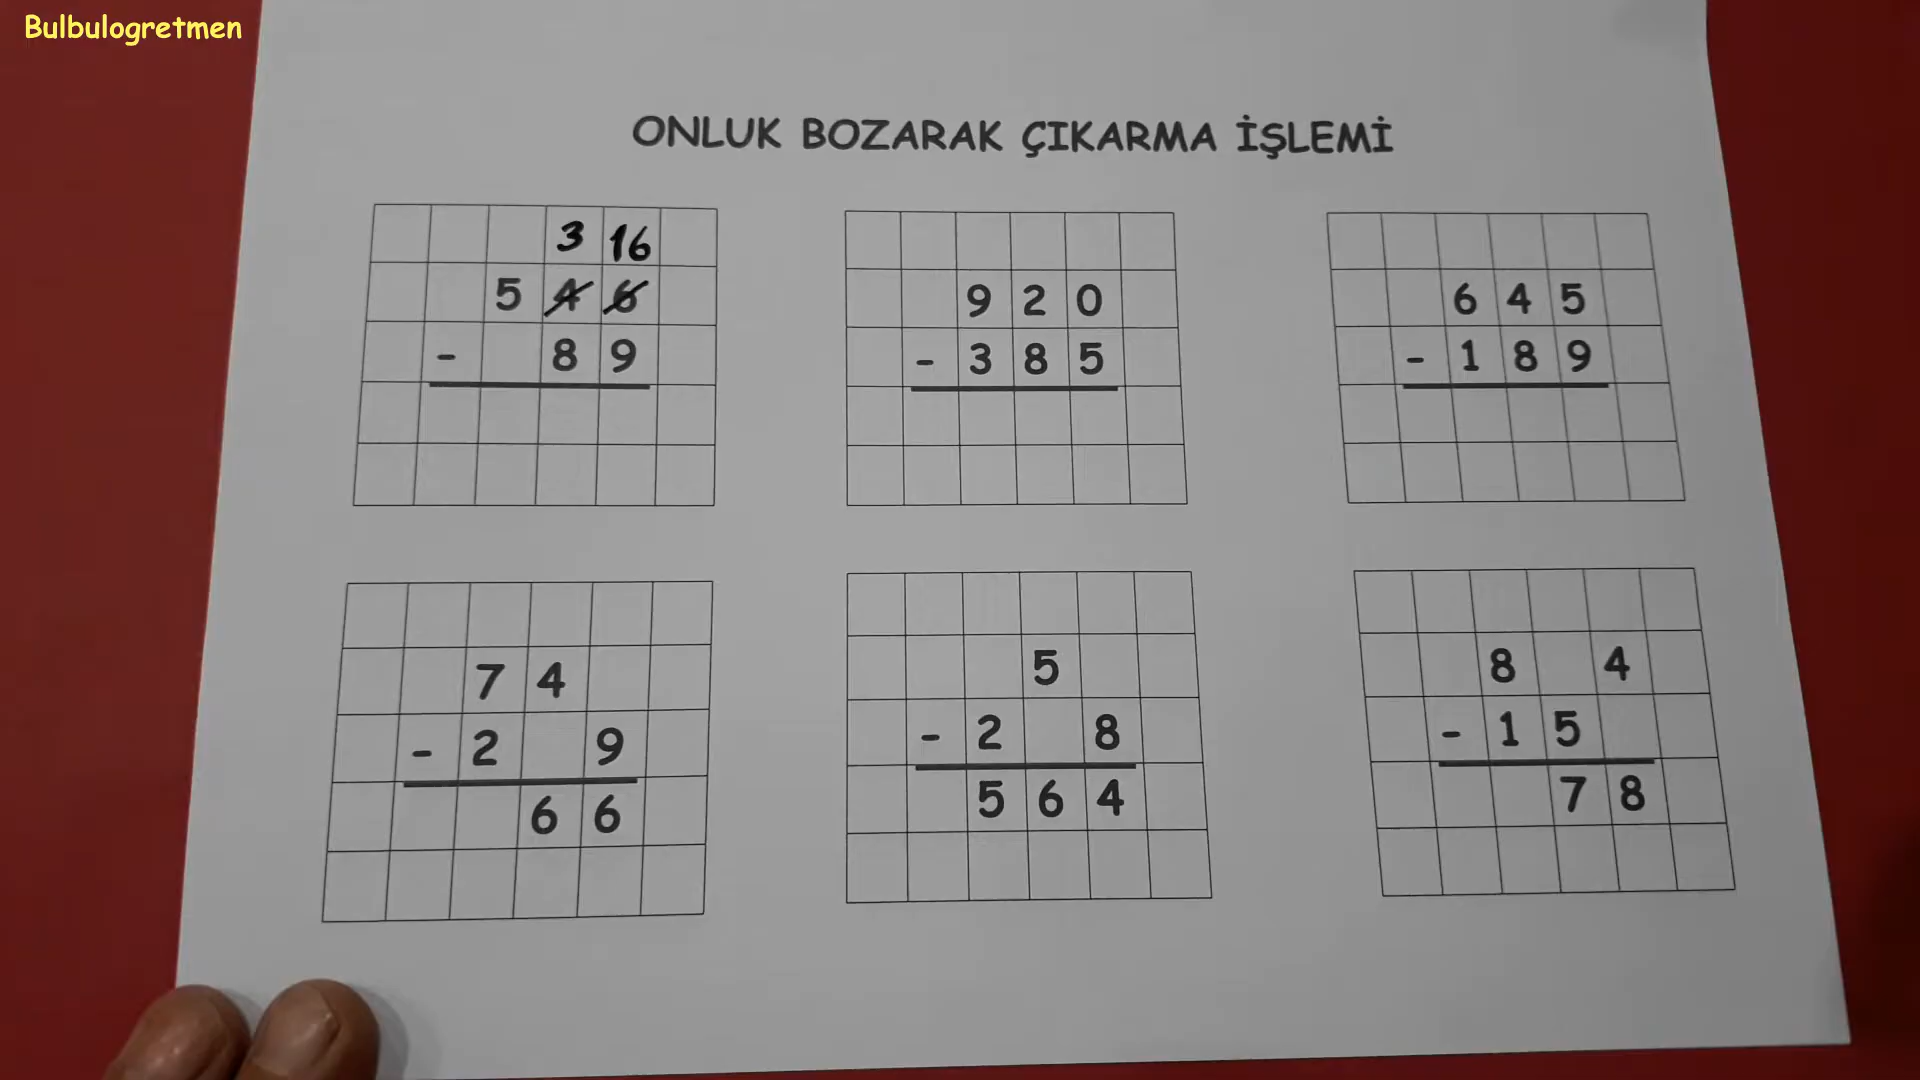 Bulbulogretmen
ONLUK BOZARAK ÇIKARMA İŞLEMİ
3 16
5 4 6
- 8 9
9 2 0
- 3 8 5
6 4 5
- 1 8 9
7 4
- 2 9
6 6
5
- 2 8
5 6 4
8 4
- 1 5
7 8